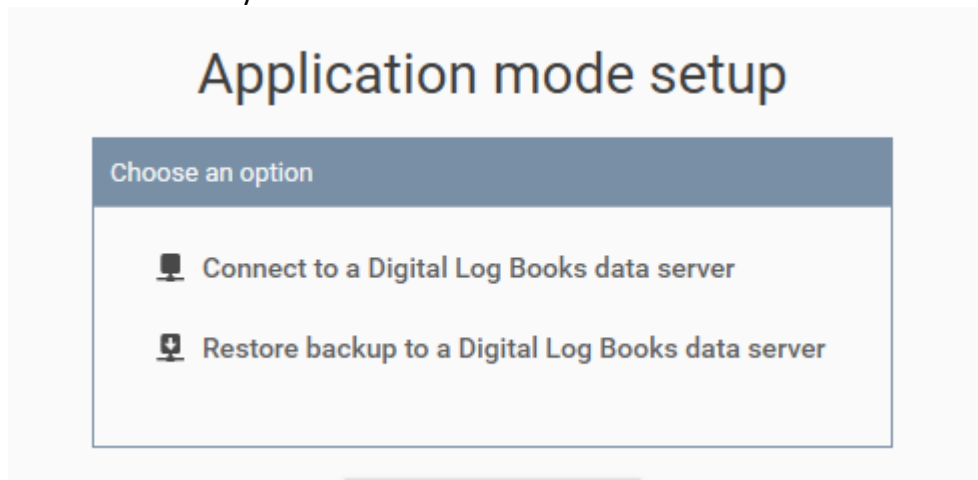 Application mode setup
Choose an option
Connect to a Digital Log Books data server
Restore backup to a Digital Log Books data server